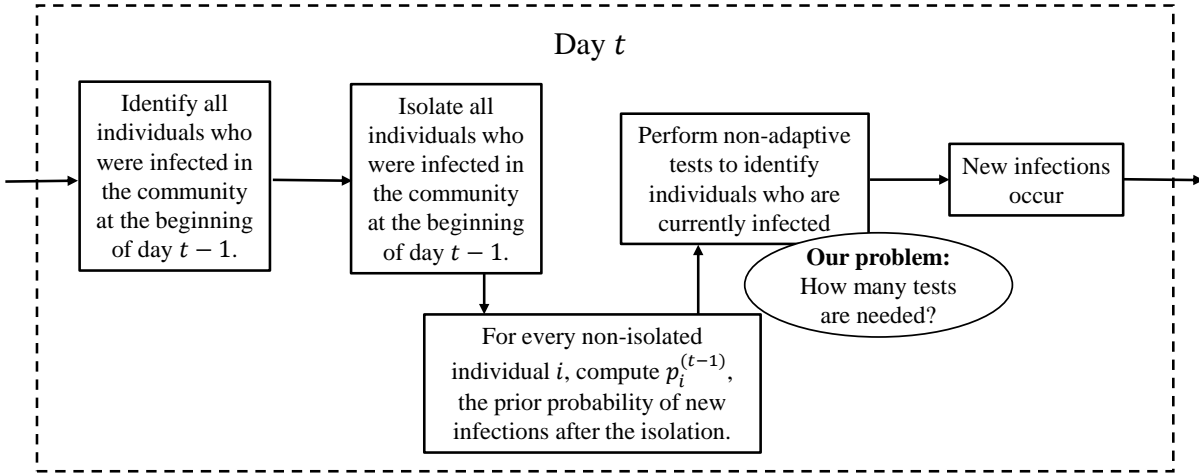 Day t
Identify all
individuals who
were infected in
the community
at the beginning
of day t − 1.
Isolate all
individuals who
were infected in
the community
at the beginning
of day t − 1.
For every non-isolated
individual i, compute p_i^(t−1),
the prior probability of new
infections after the isolation.
Perform non-adaptive
tests to identify
individuals who are
currently infected
Our problem:
How many tests
are needed?
New infections
occur